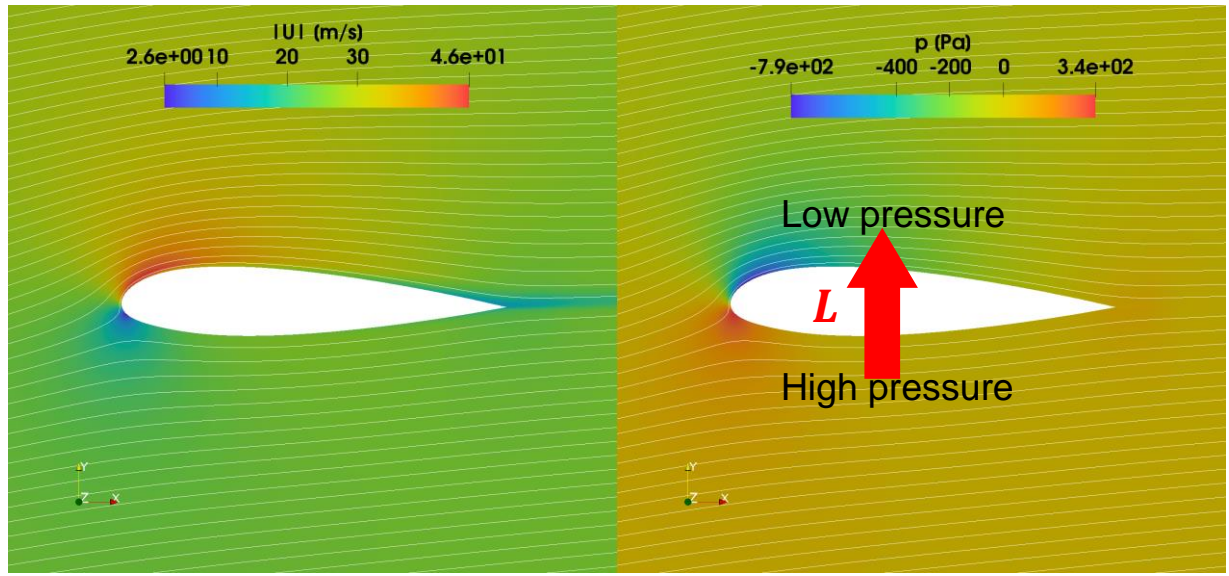 |U| (m/s)
2.6e+00 10 20 30 4.6e+01
p (Pa)
-7.9e+02 -400 -200 0 3.4e+02
Low pressure
L
High pressure
Y
Z X
Y
Z X